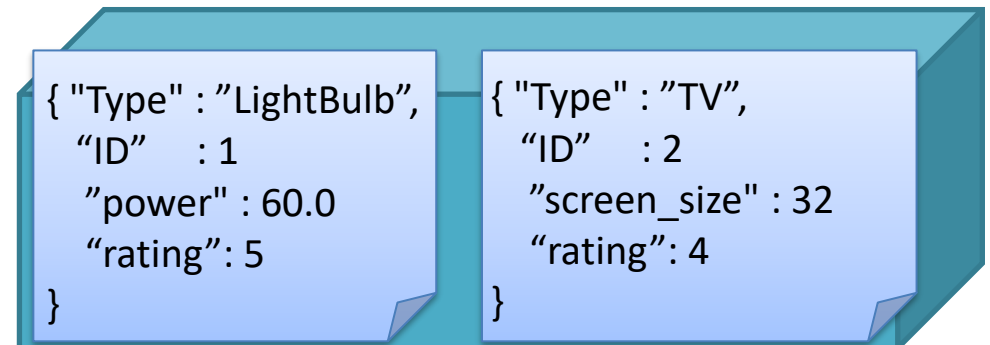 { "Type" : ”LightBulb”,
“ID” : 1
”power" : 60.0
“rating”: 5
}
{ "Type" : ”TV”,
“ID” : 2
”screen_size" : 32
“rating”: 4
}